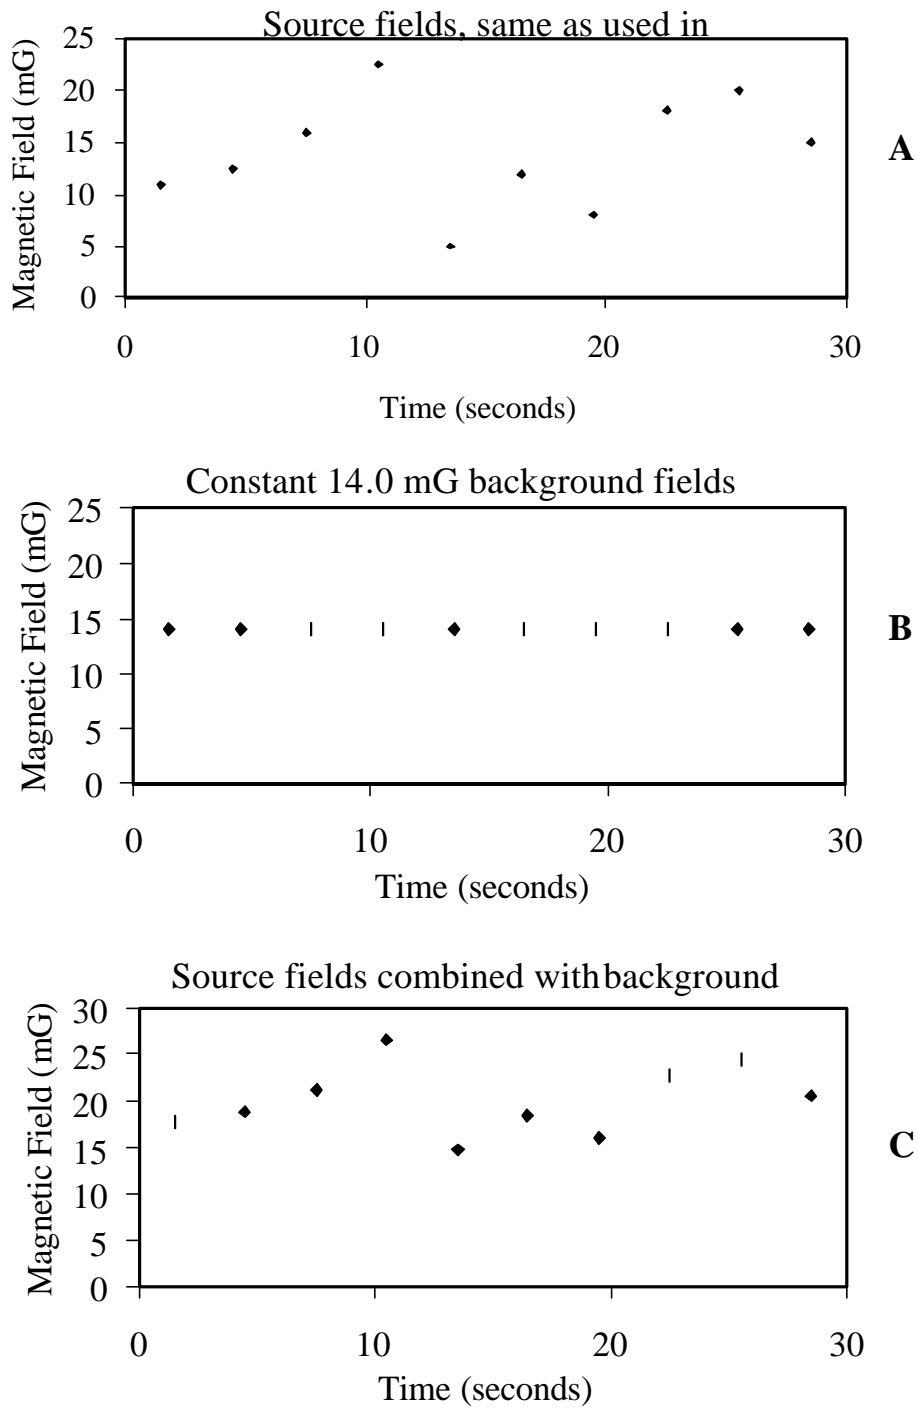 Source fields, same as used in
Magnetic Field (mG)
25
20
15
10
5
0
0 10 20 30
Time (seconds)
A
Constant 14.0 mG background fields
Magnetic Field (mG)
25
20
15
10
5
0
0 10 20 30
Time (seconds)
B
Source fields combined with background
Magnetic Field (mG)
30
25
20
15
10
5
0
0 10 20 30
Time (seconds)
C